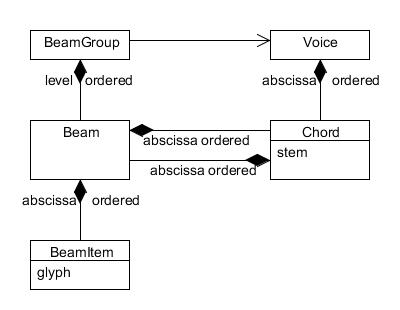 BeamGroup
Voice
level ordered
abscissa ordered
Beam
Chord
stem
abscissa ordered
abscissa ordered
abscissa ordered
BeamItem
glyph